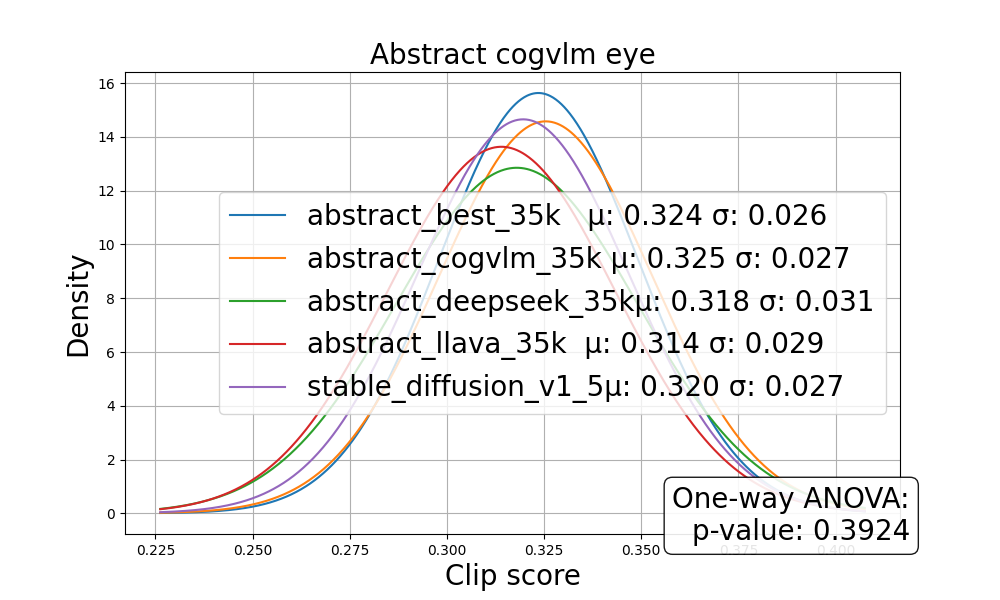 Abstract cogvlm eye
16
14
12
10
8
6
4
2
0
Density
abstract_best_35k μ: 0.324 σ: 0.026
abstract_cogvlm_35k μ: 0.325 σ: 0.027
abstract_deepseek_35kμ: 0.318 σ: 0.031
abstract_llava_35k μ: 0.314 σ: 0.029
stable_diffusion_v1_5μ: 0.320 σ: 0.027
One-way ANOVA:
p-value: 0.3924
0.225 0.250 0.275 0.300 0.325 0.350 0.375 0.400
Clip score